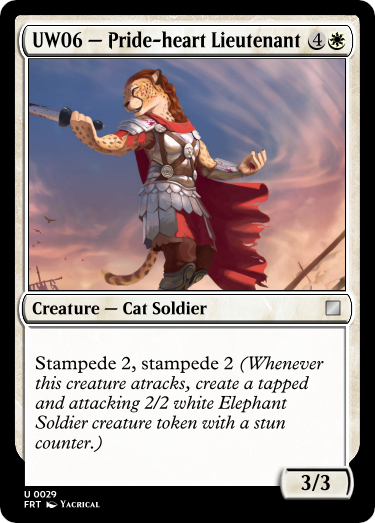 UW06 — Pride-heart Lieutenant 4
Creature — Cat Soldier
Stampede 2, stampede 2 (Whenever
this creature atracks, create a tapped
and attacking 2/2 white Elephant
Soldier creature token with a stun
counter.)
3/3
U 0029
FRT Yacrical